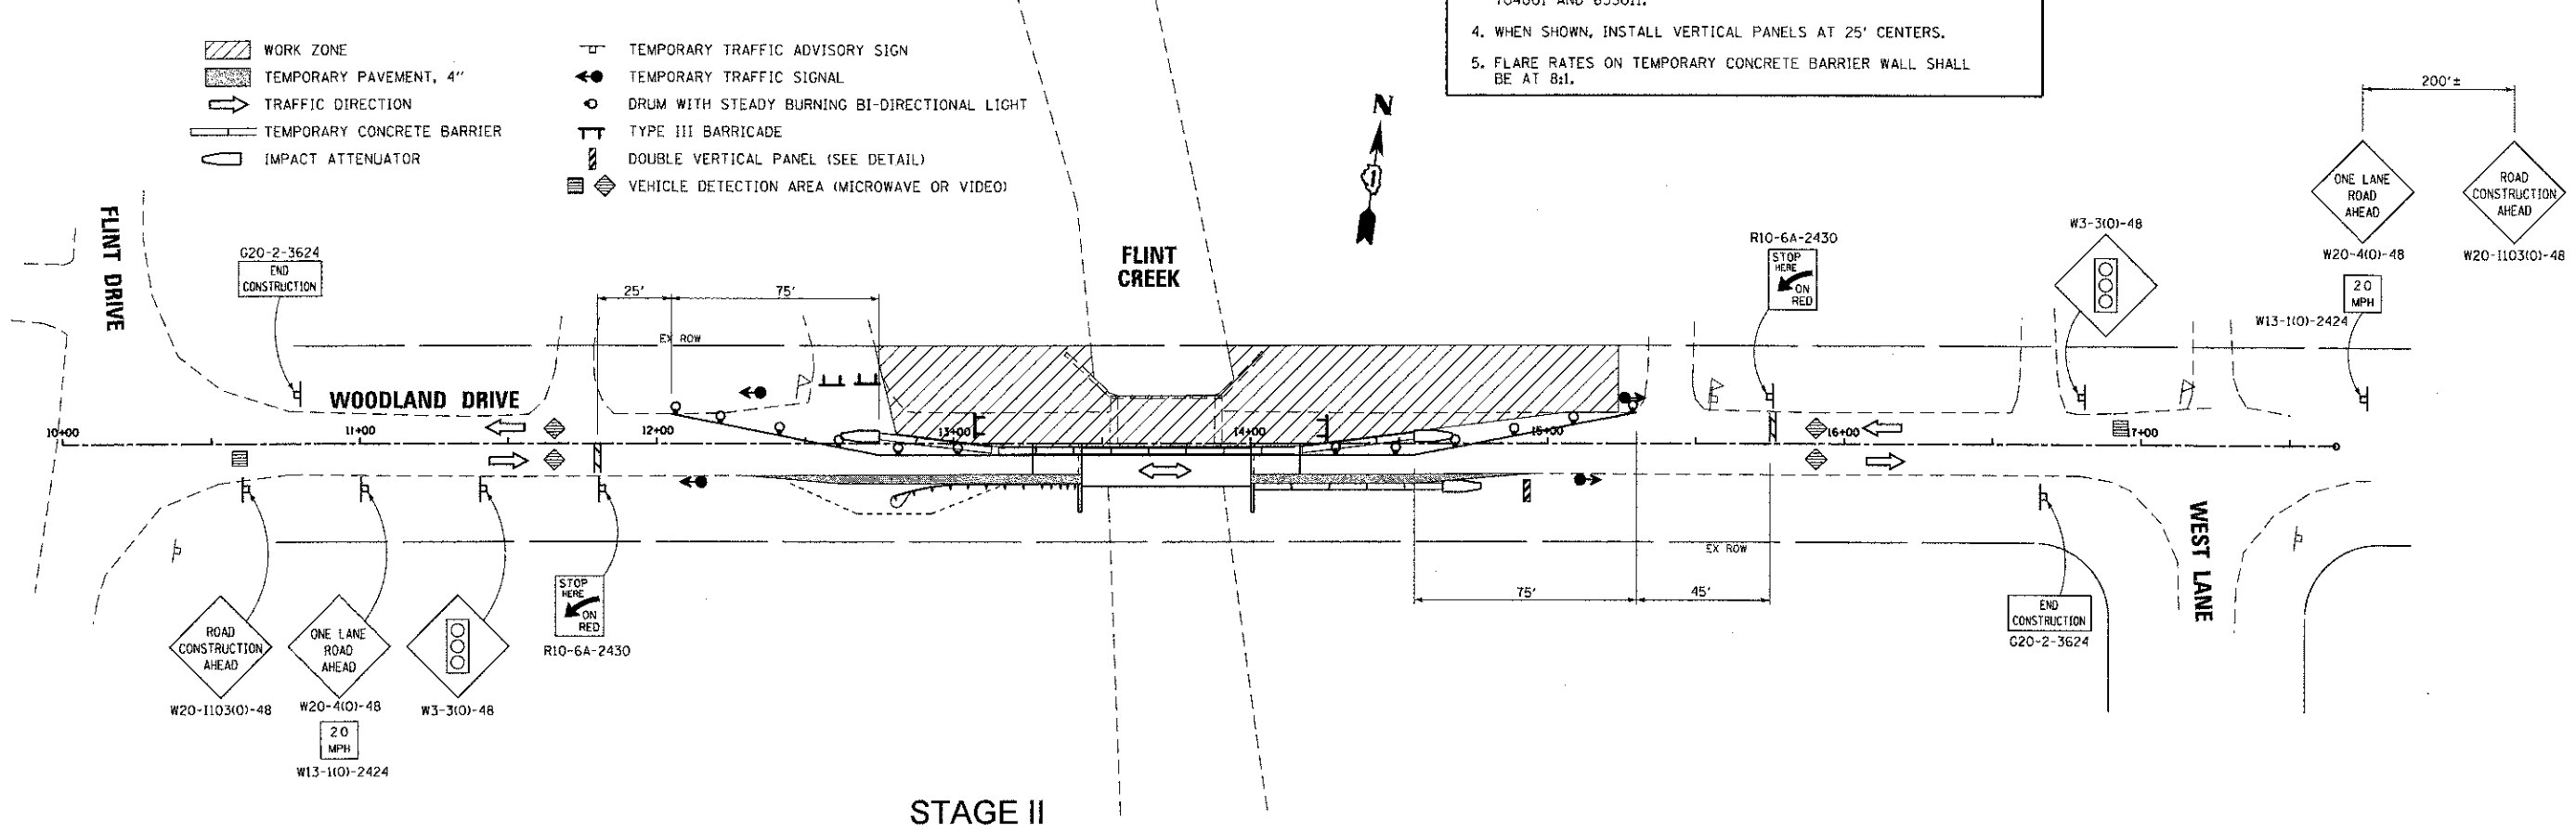 704001 AND 635011.
4. WHEN SHOWN, INSTALL VERTICAL PANELS AT 25' CENTERS.
5. FLARE RATES ON TEMPORARY CONCRETE BARRIER WALL SHALL
BE AT 8:1.
WORK ZONE
TEMPORARY PAVEMENT, 4"
TRAFFIC DIRECTION
TEMPORARY CONCRETE BARRIER
IMPACT ATTENUATOR
TEMPORARY TRAFFIC ADVISORY SIGN
TEMPORARY TRAFFIC SIGNAL
DRUM WITH STEADY BURNING BI-DIRECTIONAL LIGHT
TYPE III BARRICADE
DOUBLE VERTICAL PANEL (SEE DETAIL)
VEHICLE DETECTION AREA (MICROWAVE OR VIDEO)
N
200'±
ONE LANE
ROAD
AHEAD
W20-4(O)-48
ROAD
CONSTRUCTION
AHEAD
W20-1103(O)-48
20
MPH
W13-1(O)-2424
W3-3(O)-48
R10-6A-2430
STOP
HERE
ON
RED
FLINT
CREEK
FLINT DRIVE
G20-2-3624
END
CONSTRUCTION
25'
75'
EX ROW
WOODLAND DRIVE
10+00
11+00
12+00
13+00
14+00
15+00
16+00
17+00
EX ROW
75'
45'
WEST LANE
END
CONSTRUCTION
G20-2-3624
STOP
HERE
ON
RED
R10-6A-2430
ROAD
CONSTRUCTION
AHEAD
W20-1103(O)-48
ONE LANE
ROAD
AHEAD
W20-4(O)-48
20
MPH
W13-1(O)-2424
W3-3(O)-48
STAGE II